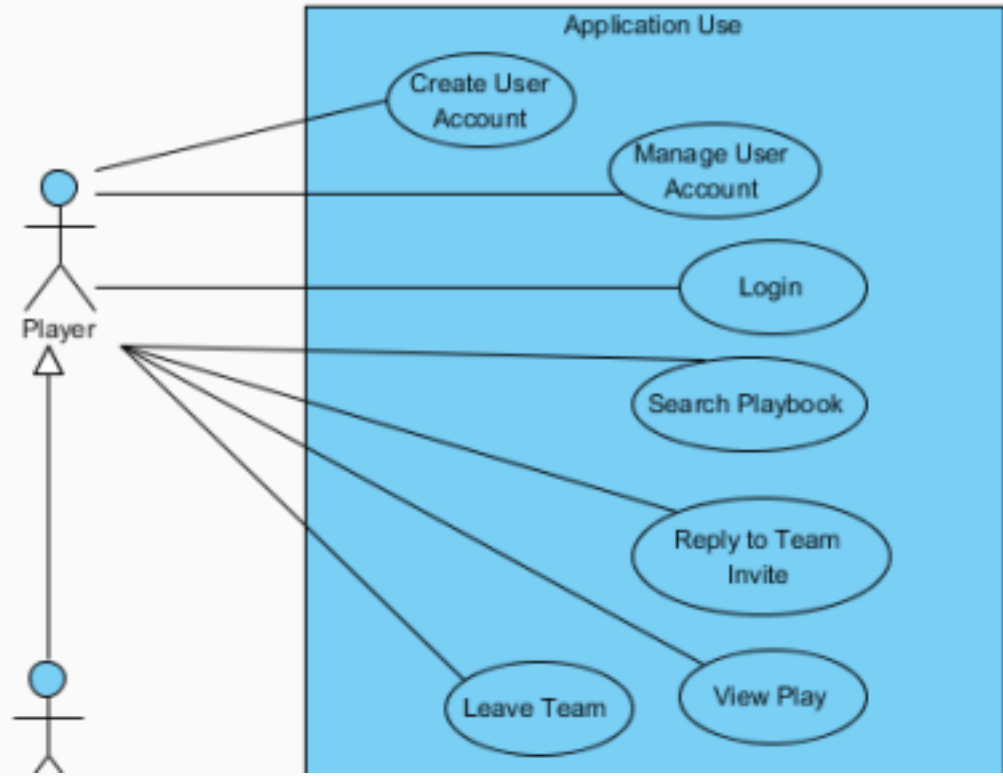 Application Use
Create User
Account
Manage User
Account
Login
Player
Search Playbook
Reply to Team
Invite
View Play
Leave Team